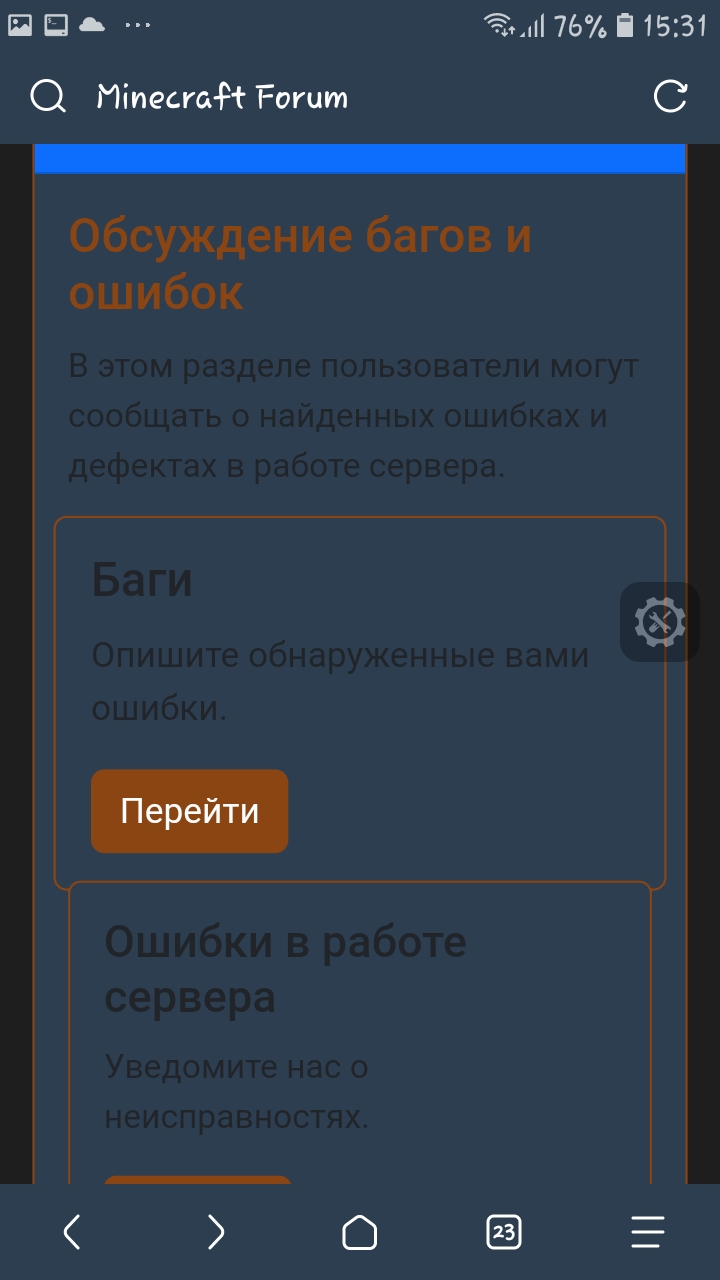 76% 15:31
Minecraft Forum
Обсуждение багов и
ошибок
В этом разделе пользователи могут
сообщать о найденных ошибках и
дефектах в работе сервера.
Баги
Опишите обнаруженные вами
ошибки.
Перейти
Ошибки в работе
сервера
Уведомите нас о
неисправностях.
23